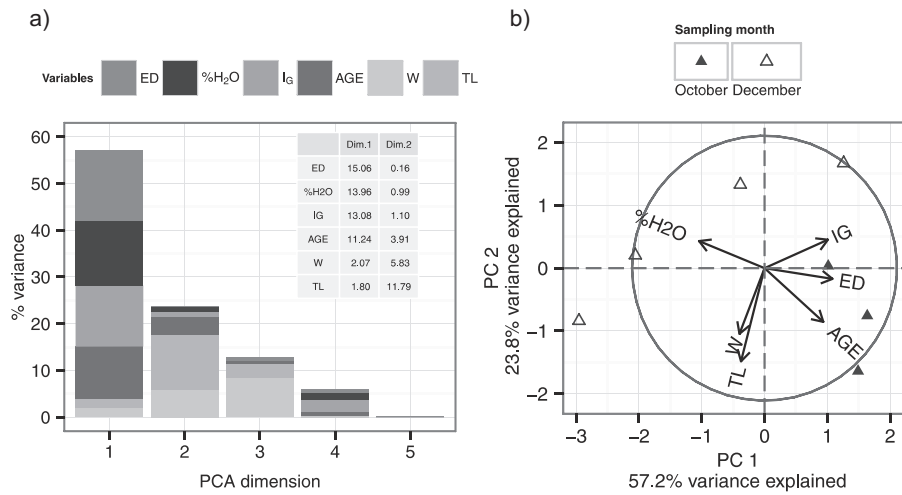 a)
Variables ED %H₂O I_G AGE W TL
60
50
40
30
20
10
0
% variance
Dim.1 Dim.2
ED 15.06 0.16
%H2O 13.96 0.99
IG 13.08 1.10
AGE 11.24 3.91
W 2.07 5.83
TL 1.80 11.79
1 2 3 4 5
PCA dimension
b)
Sampling month
October December
2
1
0
−1
−2
PC 2
23.8% variance explained
%H2O
IG
ED
AGE
W
TL
−3 −2 −1 0 1 2
PC 1
57.2% variance explained